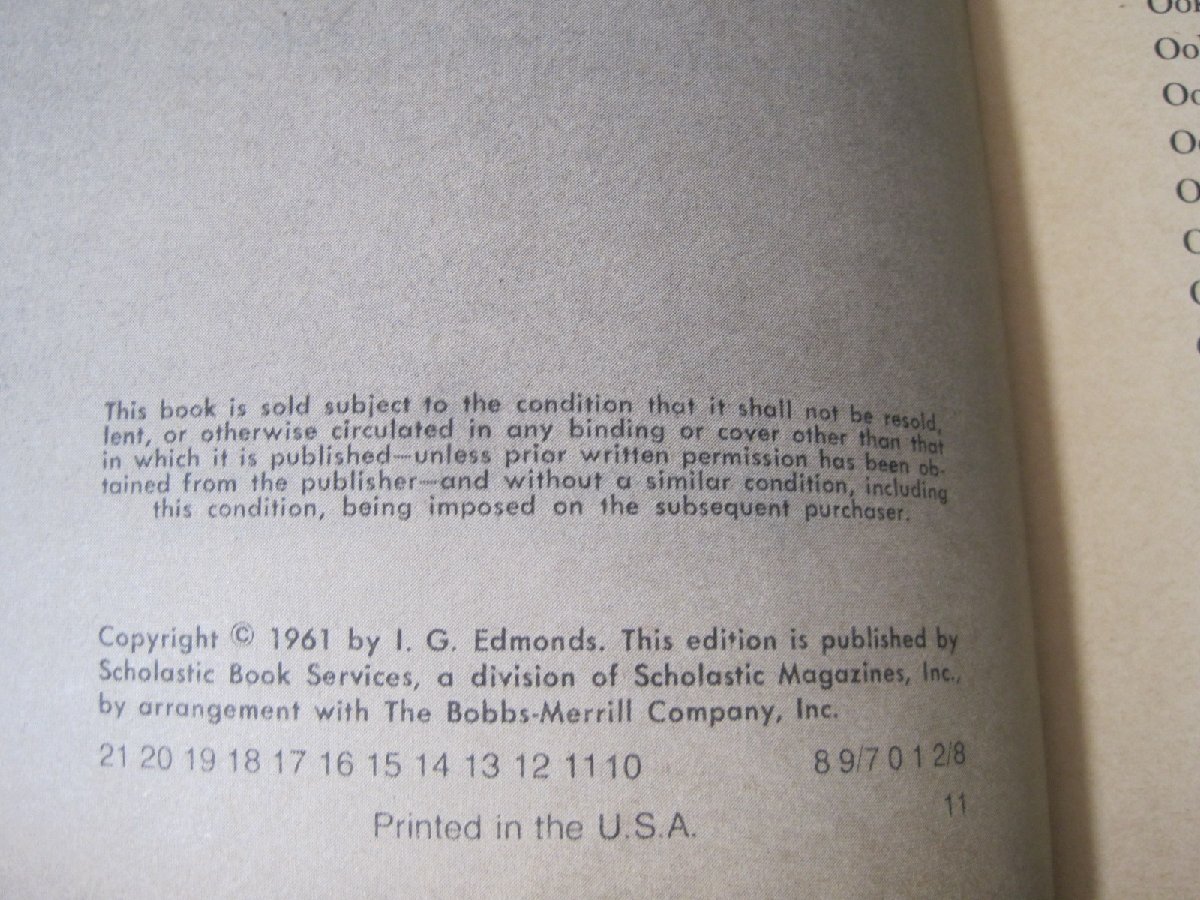 This book is sold subject to the condition that it shall not be resold,
lent, or otherwise circulated in any binding or cover other than that
in which it is published—unless prior written permission has been ob-
tained from the publisher—and without a similar condition, including
this condition, being imposed on the subsequent purchaser.
Copyright © 1961 by I. G. Edmonds. This edition is published by
Scholastic Book Services, a division of Scholastic Magazines, Inc.,
by arrangement with The Bobbs-Merrill Company, Inc.
21 20 19 18 17 16 15 14 13 12 11 10 8 9/7 0 1 2/8
11
Printed in the U.S.A.